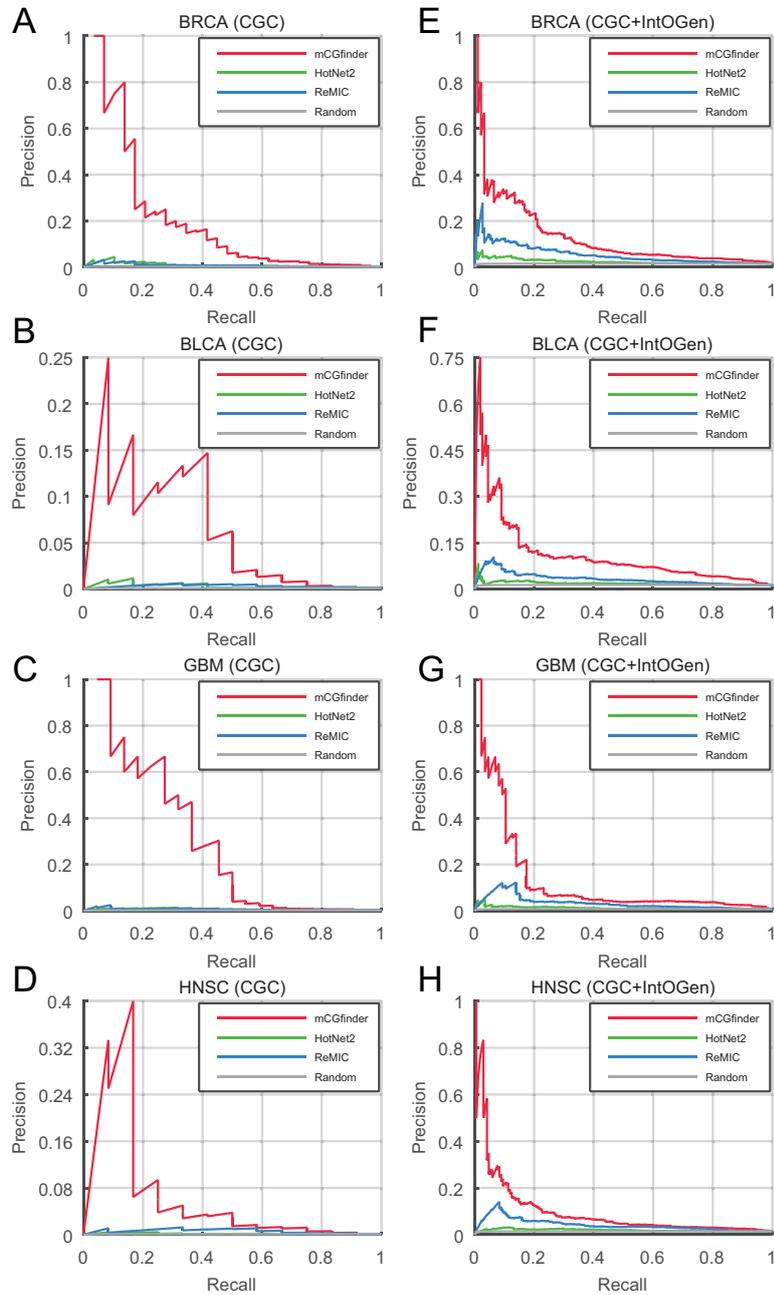 A
BRCA (CGC)
Precision
1
0.8
0.6
0.4
0.2
0
mCGfinder
HotNet2
ReMIC
Random
0 0.2 0.4 0.6 0.8 1
Recall
E
BRCA (CGC+IntOGen)
Precision
1
0.8
0.6
0.4
0.2
0
mCGfinder
HotNet2
ReMIC
Random
0 0.2 0.4 0.6 0.8 1
Recall
B
BLCA (CGC)
Precision
0.25
0.2
0.15
0.1
0.05
0
mCGfinder
HotNet2
ReMIC
Random
0 0.2 0.4 0.6 0.8 1
Recall
F
BLCA (CGC+IntOGen)
Precision
0.75
0.6
0.45
0.3
0.15
0
mCGfinder
HotNet2
ReMIC
Random
0 0.2 0.4 0.6 0.8 1
Recall
C
GBM (CGC)
Precision
1
0.8
0.6
0.4
0.2
0
mCGfinder
HotNet2
ReMIC
Random
0 0.2 0.4 0.6 0.8 1
Recall
G
GBM (CGC+IntOGen)
Precision
1
0.8
0.6
0.4
0.2
0
mCGfinder
HotNet2
ReMIC
Random
0 0.2 0.4 0.6 0.8 1
Recall
D
HNSC (CGC)
Precision
0.4
0.32
0.24
0.16
0.08
0
mCGfinder
HotNet2
ReMIC
Random
0 0.2 0.4 0.6 0.8 1
Recall
H
HNSC (CGC+IntOGen)
Precision
1
0.8
0.6
0.4
0.2
0
mCGfinder
HotNet2
ReMIC
Random
0 0.2 0.4 0.6 0.8 1
Recall